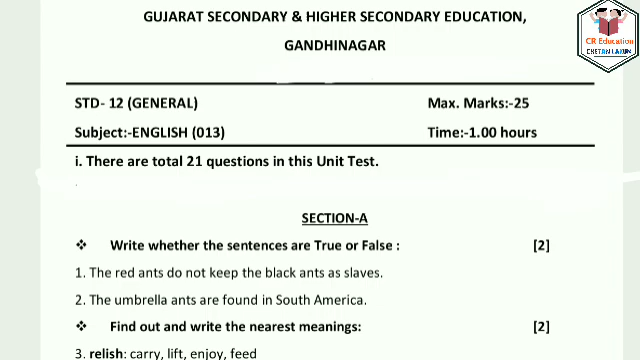 GUJARAT SECONDARY & HIGHER SECONDARY EDUCATION,
GANDHINAGAR
CR Education
CHETAN LAKUM
STD- 12 (GENERAL) Max. Marks:-25
Subject:-ENGLISH (013) Time:-1.00 hours
i. There are total 21 questions in this Unit Test.
SECTION-A
❖ Write whether the sentences are True or False : [2]
1. The red ants do not keep the black ants as slaves.
2. The umbrella ants are found in South America.
❖ Find out and write the nearest meanings: [2]
3. relish: carry, lift, enjoy, feed